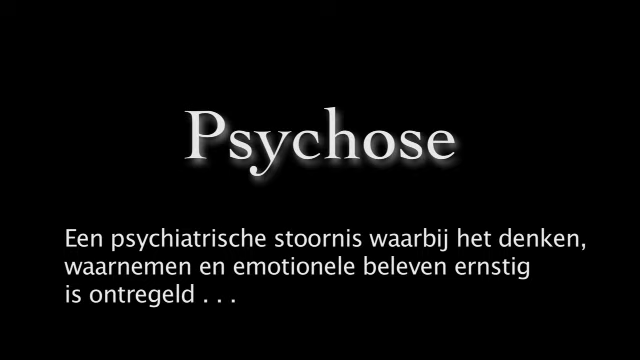 Psychose
Een psychiatrische stoornis waarbij het denken,
waarnemen en emotionele beleven ernstig
is ontregeld . . .